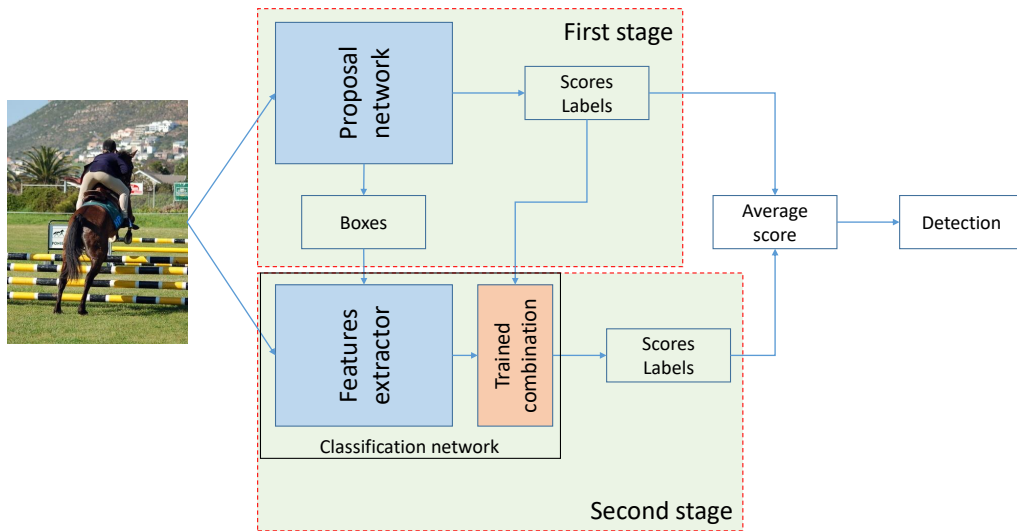 First stage
Proposal
network
Scores
Labels
Boxes
Average
score
Detection
Features
extractor
Trained
combination
Scores
Labels
Classification network
Second stage